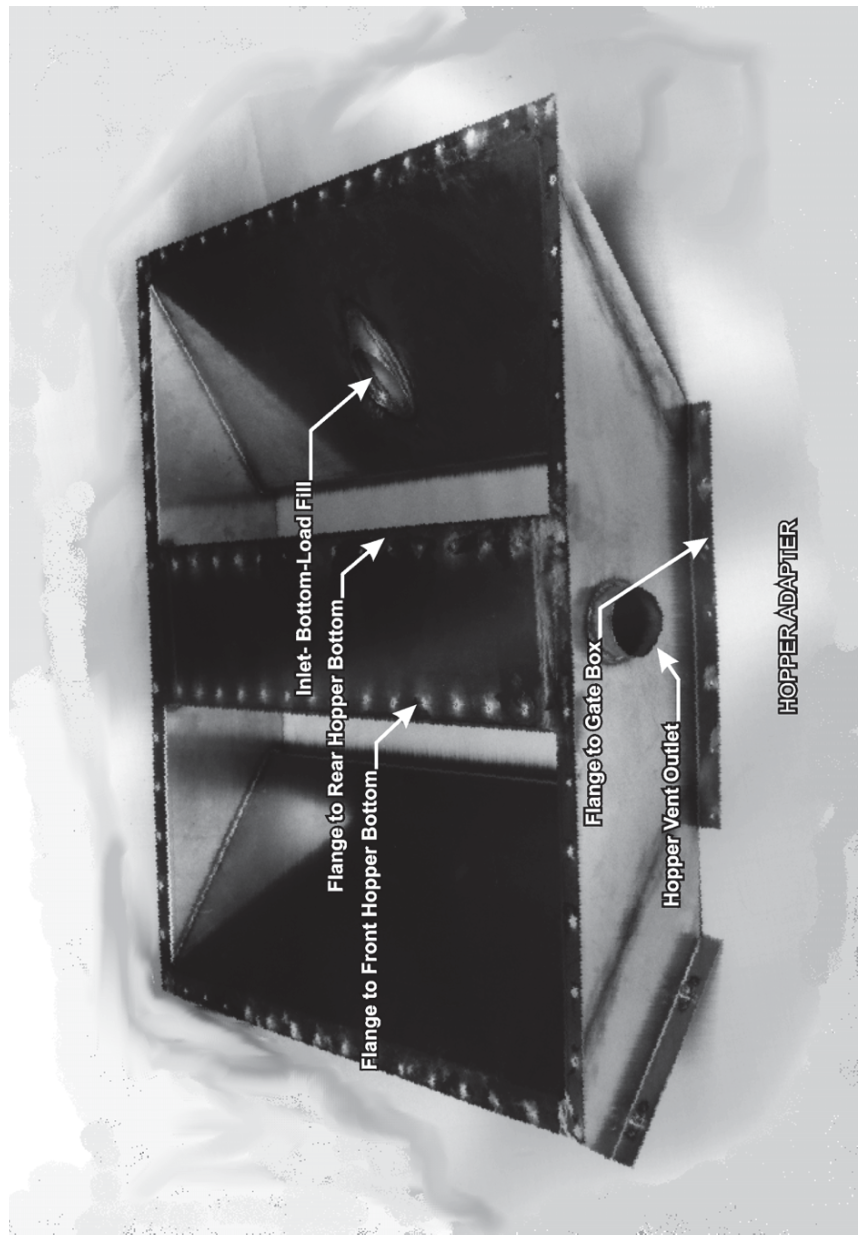 Inlet- Bottom-Load Fill
Flange to Rear Hopper Bottom
Flange to Front Hopper Bottom
Flange to Gate Box
Hopper Vent Outlet
HOPPER ADAPTER